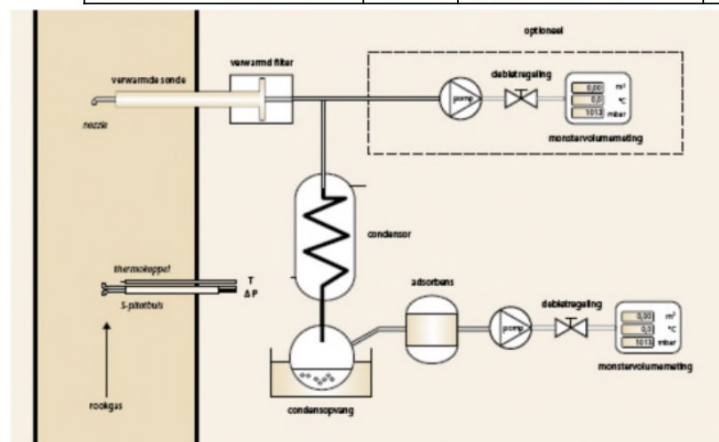 optioneel
verwarmde sonde
verwarmd filter
nozzle
pomp
debietregeling
0,00 m³
0,0 °C
1013 mbar
monstervolumemeting
condensor
thermokoppel
T
ΔP
S-pitotbuis
adsorbens
pomp
debietregeling
0,00 m³
0,0 °C
1013 mbar
monstervolumemeting
rookgas
condensopvang